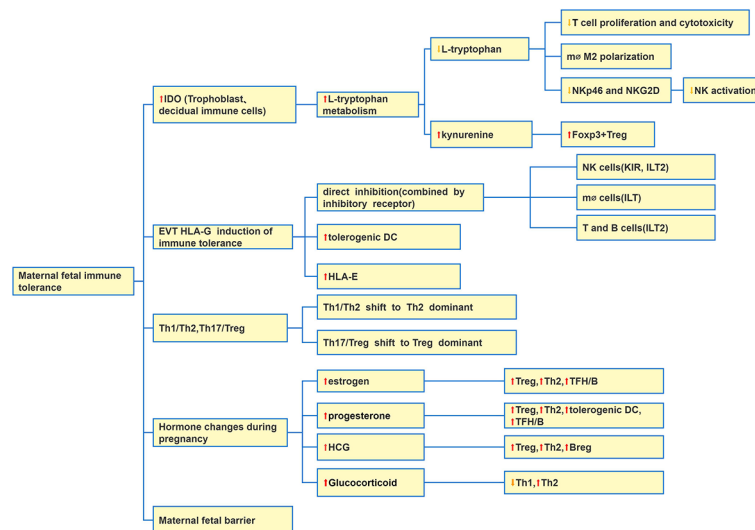 ↓T cell proliferation and cytotoxicity
↓L-tryptophan
mø M2 polarization
↑IDO (Trophoblast、
decidual immune cells)
↑L-tryptophan
metabolism
↓NKp46 and NKG2D
↓NK activation
↑kynurenine
↑Foxp3+Treg
NK cells(KIR, ILT2)
direct inhibition(combined by
inhibitory receptor)
mø cells(ILT)
T and B cells(ILT2)
EVT HLA-G induction of
immune tolerance
↑tolerogenic DC
↑HLA-E
Maternal fetal immune
tolerance
Th1/Th2 shift to Th2 dominant
Th1/Th2,Th17/Treg
Th17/Treg shift to Treg dominant
↑estrogen
↑Treg,↑Th2,↑TFH/B
Hormone changes during
pregnancy
↑progesterone
↑Treg,↑Th2,↑tolerogenic DC,
↑TFH/B
↑HCG
↑Treg,↑Th2,↑Breg
↑Glucocorticoid
↓Th1,↑Th2
Maternal fetal barrier